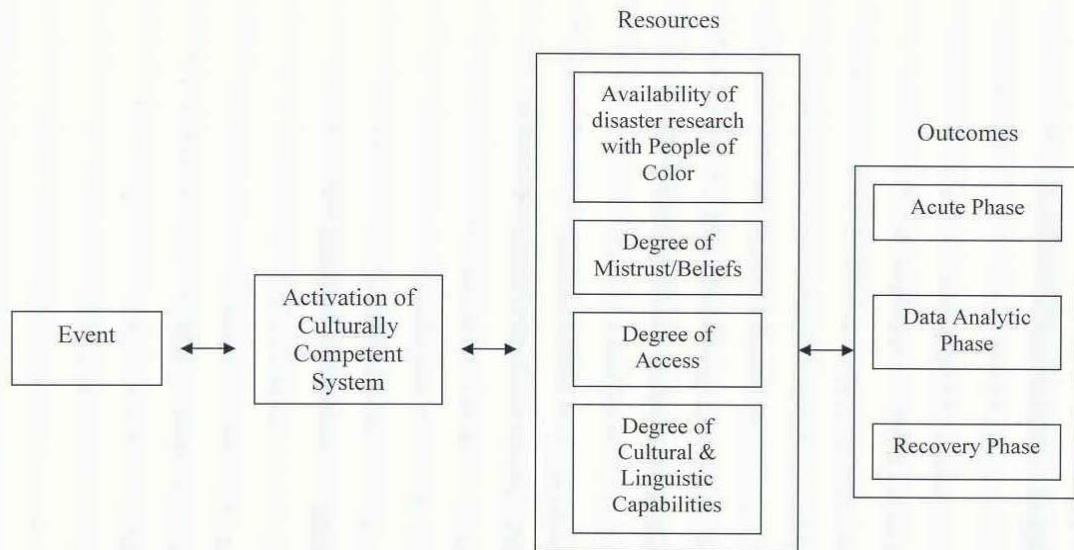 Resources
Availability of
disaster research
with People of
Color
Degree of
Mistrust/Beliefs
Degree of
Access
Degree of
Cultural &
Linguistic
Capabilities
Outcomes
Acute Phase
Data Analytic
Phase
Recovery Phase
Activation of
Culturally
Competent
System
Event